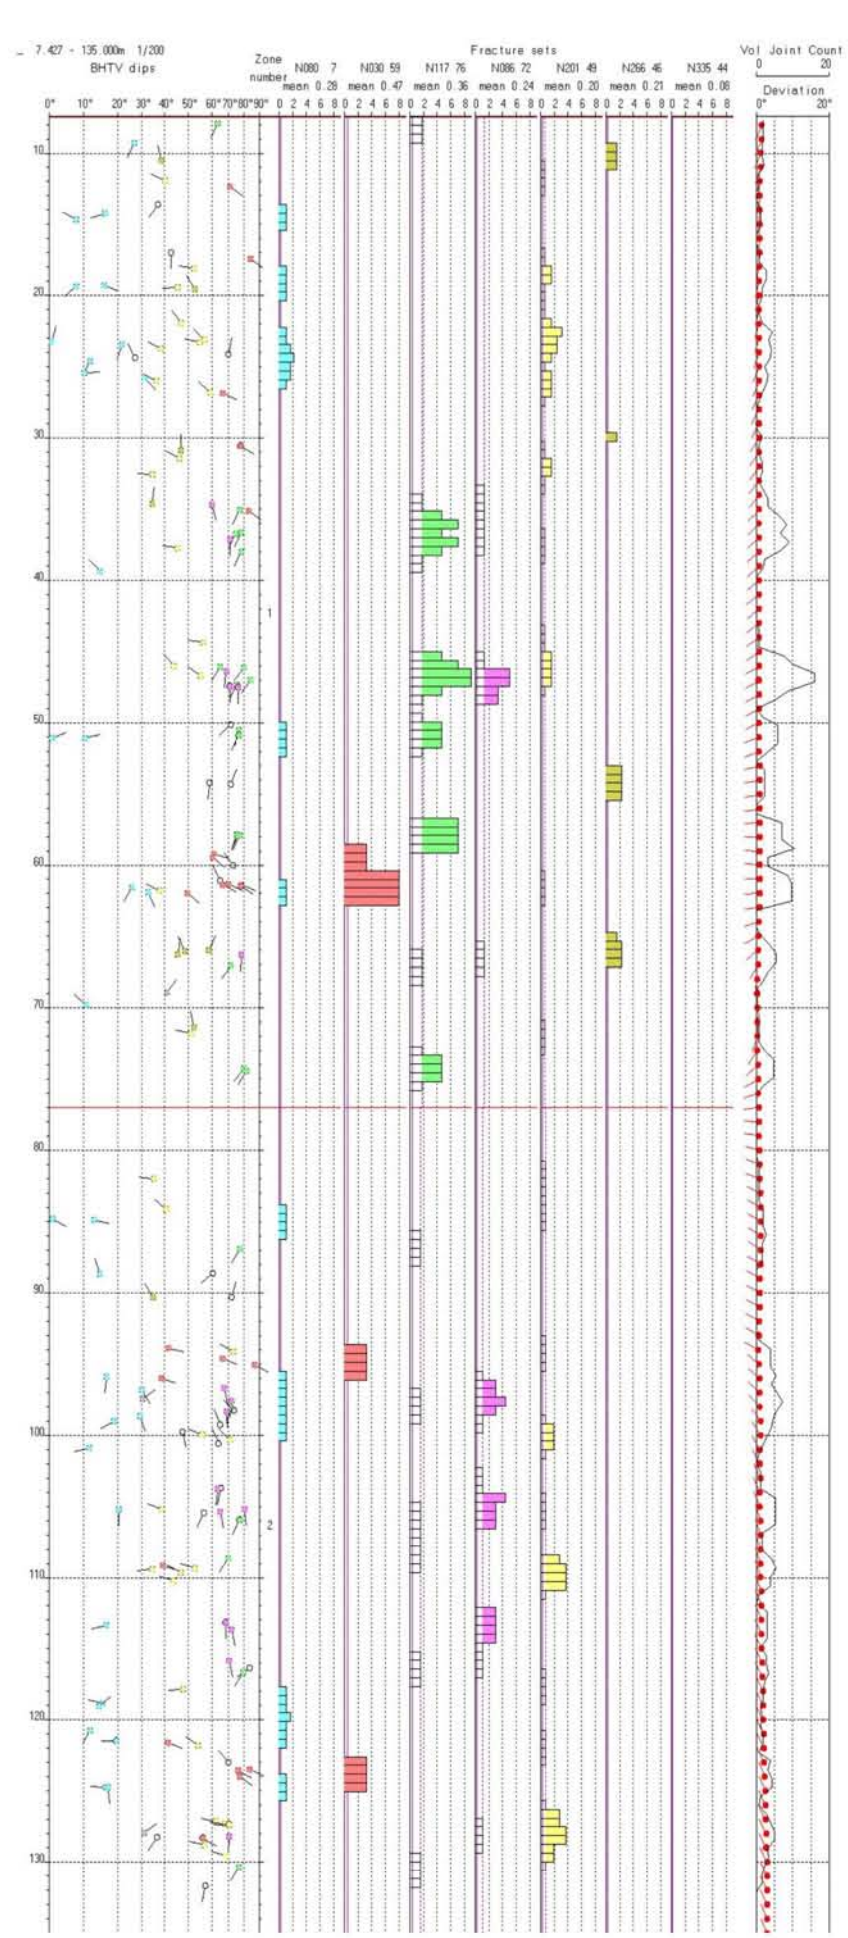 7.427 - 135.000m 1/200
BHTV dips
Zone number
Fracture sets
N080 7 N030 59 N117 76 N086 72 N201 49 N266 46 N335 44
mean 0.28 mean 0.47 mean 0.36 mean 0.24 mean 0.20 mean 0.21 mean 0.08
Vol Joint Count
0 20
Deviation
0° 10° 20° 30° 40° 50° 60° 70° 80° 90° 0 2 4 6 8 0 2 4 6 8 0 2 4 6 8 0 2 4 6 8 0 2 4 6 8 0 2 4 6 8 0 2 4 6 8 0° 20°
10
20
30
40
1
50
60
70
80
90
100
2
110
120
130